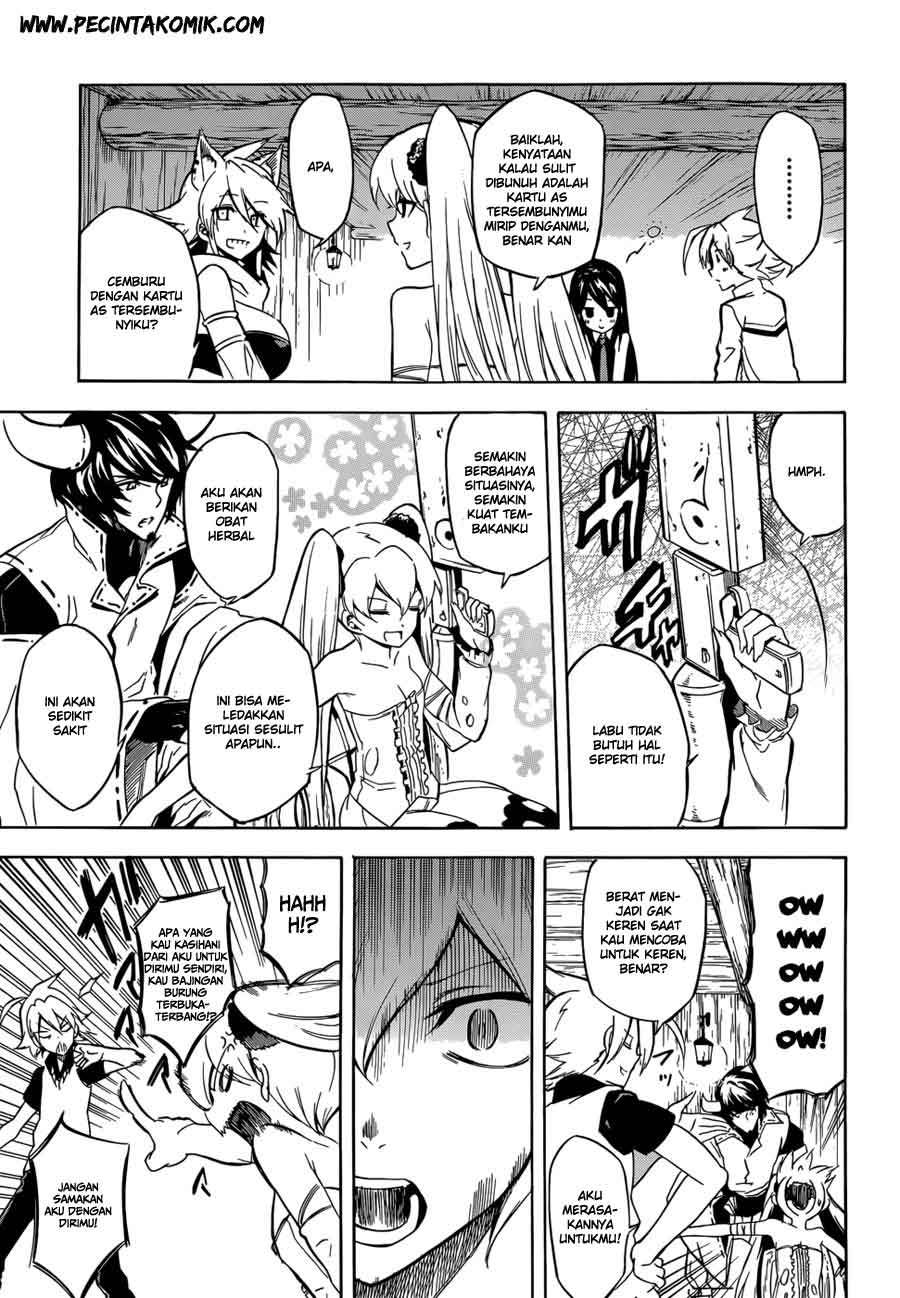 WWW.PECINTAKOMIK.COM
.........
BAIKLAH,
KENYATAAN
KALAU SULIT
DIBUNUH ADALAH
KARTU AS
TERSEMBUNYIMU
MIRIP DENGANMU,
BENAR KAN
APA,
CEMBURU
DENGAN KARTU
AS TERSEMBU-
NYIKU?
HMPH.
LABU TIDAK
BUTUH HAL
SEPERTI ITU!
SEMAKIN
BERBAHAYA
SITUASINYA,
SEMAKIN
KUAT TEM-
BAKANKU
INI BISA ME-
LEDAKKAN
SITUASI SESULIT
APAPUN..
AKU AKAN
BERIKAN
OBAT
HERBAL
INI AKAN
SEDIKIT
SAKIT
OW
WW
OW
OW
OW!
BERAT MEN-
JADI GAK
KEREN SAAT
KAU MENCOBA
UNTUK KEREN,
BENAR?
AKU
MERASA-
KANNYA
UNTUKMU!
HAHH
H!?
APA YANG
KAU KASIHANI
DARI AKU UNTUK
DIRIMU SENDIRI,
KAU BAJINGAN
BURUNG
TERBUKA-
TERBANG!?
JANGAN
SAMAKAN
AKU DENGAN
DIRIMU!